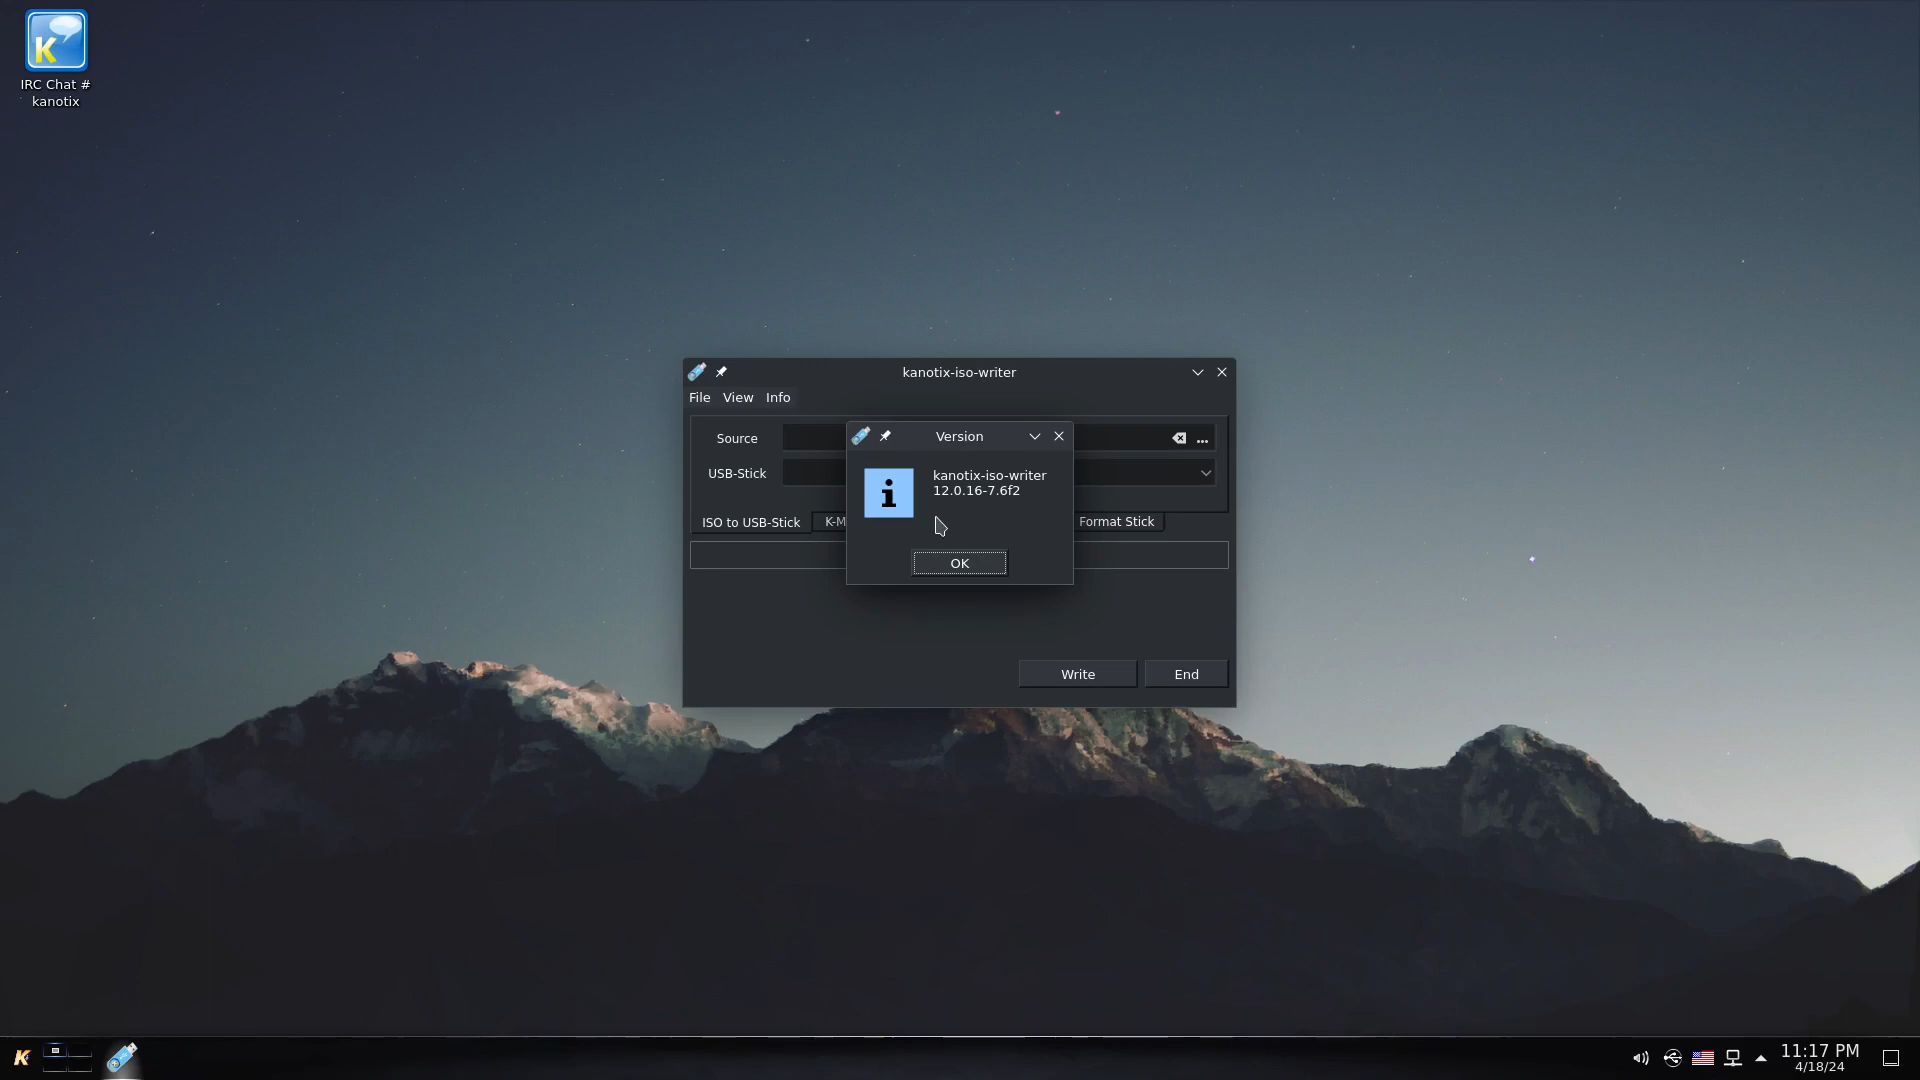 IRC Chat #
kanotix
kanotix-iso-writer
File View Info
Source
...
USB-Stick
ISO to USB-Stick
K-M
Format Stick
Write
End
Version
kanotix-iso-writer
12.0.16-7.6f2
OK
11:17 PM
4/18/24